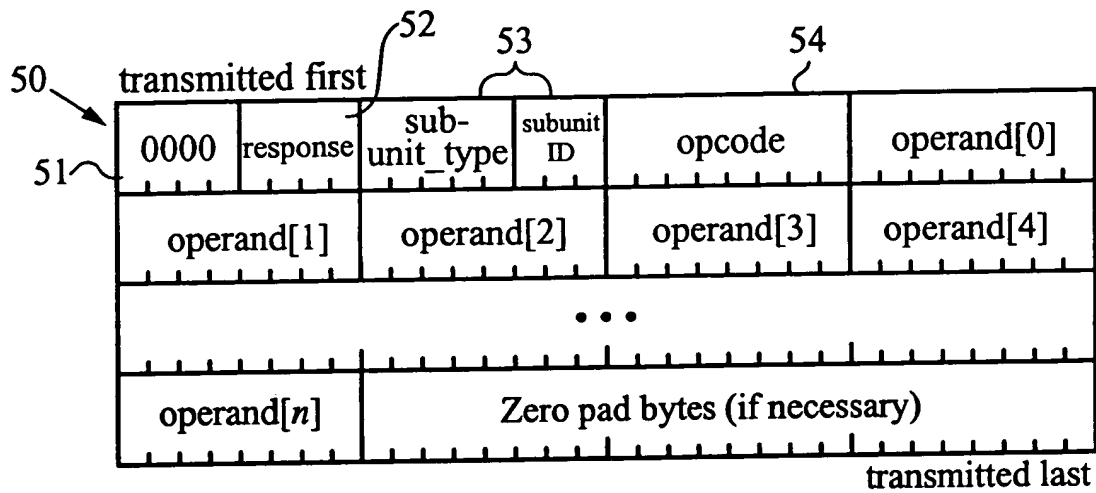 52
53
54
50
transmitted first
51
0000
response
sub-
unit_type
subunit
ID
opcode
operand[0]
operand[1]
operand[2]
operand[3]
operand[4]
• • •
operand[n]
Zero pad bytes (if necessary)
transmitted last